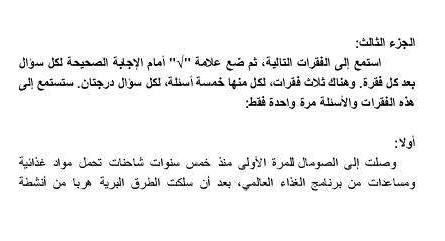 الجزء الثالث:
استمع إلى الفقرات التالية، ثم ضع علامة "√" أمام الإجابة الصحيحة لكل سؤال
بعد كل فقرة. وهناك ثلاث فقرات، لكل منها خمسة أسئلة، لكل سؤال درجتان. ستستمع إلى
هذه الفقرات والأسئلة مرة واحدة فقط:
أولا:
وصلت إلى الصومال للمرة الأولى منذ خمس سنوات شاحنات تحمل مواد غذائية
ومساعدات من برنامج الغذاء العالمي، بعد أن سلكت الطرق البرية هربا من أنشطة